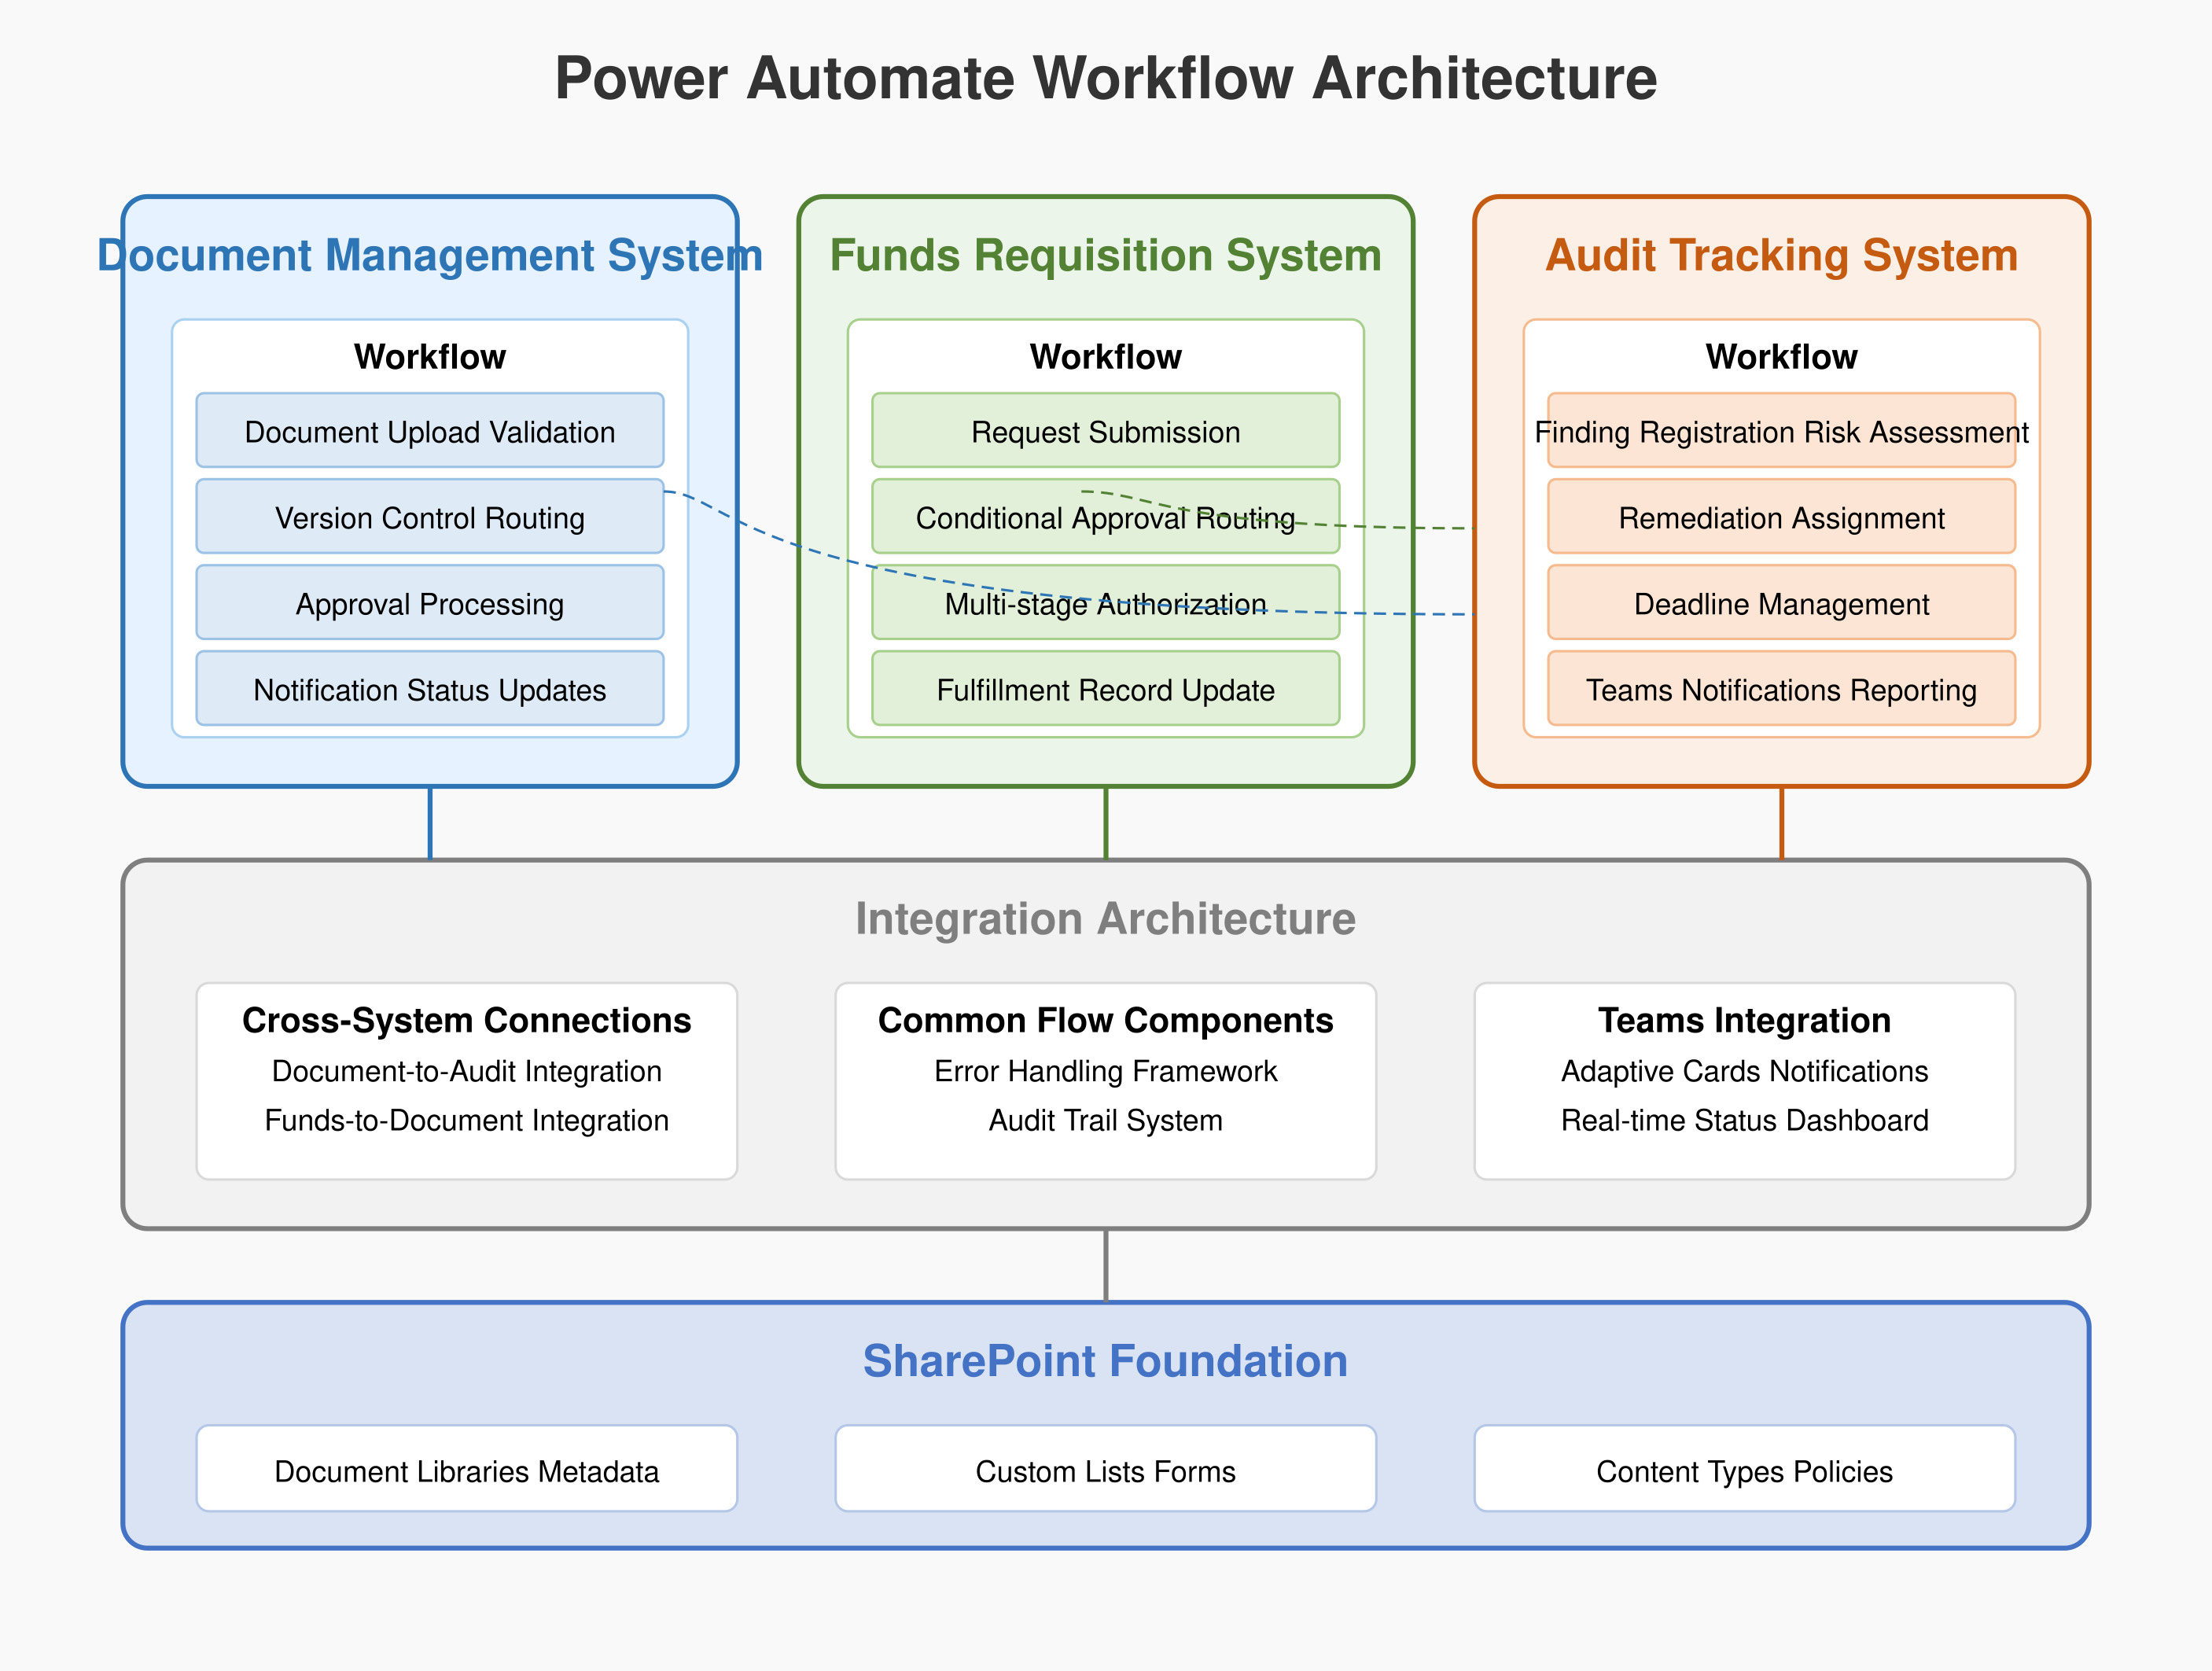 Power Automate Workflow Architecture
Document Management System
Workflow
Document Upload Validation
Version Control Routing
Approval Processing
Notification Status Updates
Funds Requisition System
Workflow
Request Submission
Conditional Approval Routing
Multi-stage Authorization
Fulfillment Record Update
Audit Tracking System
Workflow
Finding Registration Risk Assessment
Remediation Assignment
Deadline Management
Teams Notifications Reporting
Integration Architecture
Cross-System Connections
Document-to-Audit Integration
Funds-to-Document Integration
Common Flow Components
Error Handling Framework
Audit Trail System
Teams Integration
Adaptive Cards Notifications
Real-time Status Dashboard
SharePoint Foundation
Document Libraries Metadata
Custom Lists Forms
Content Types Policies